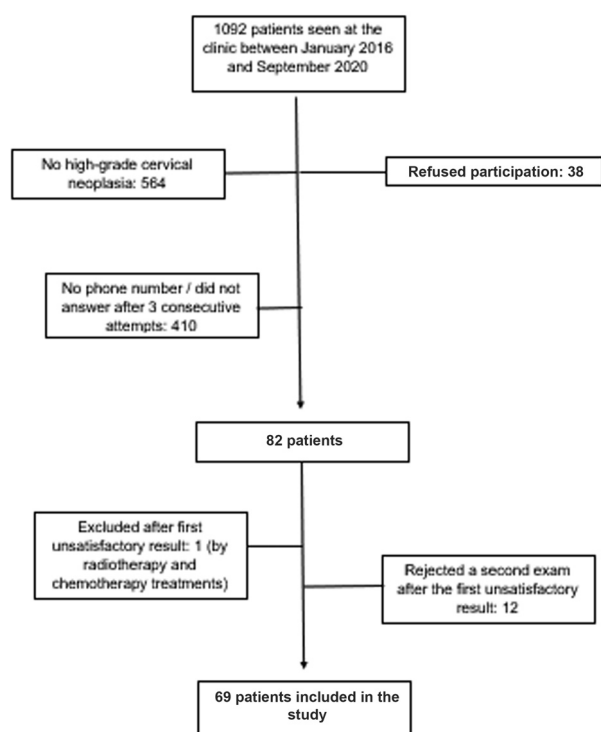 1092 patients seen at the
clinic between January 2016
and September 2020
No high-grade cervical
neoplasia: 564
Refused participation: 38
No phone number / did not
answer after 3 consecutive
attempts: 410
82 patients
Excluded after first
unsatisfactory result: 1 (by
radiotherapy and
chemotherapy treatments)
Rejected a second exam
after the first unsatisfactory
result: 12
69 patients included in the
study